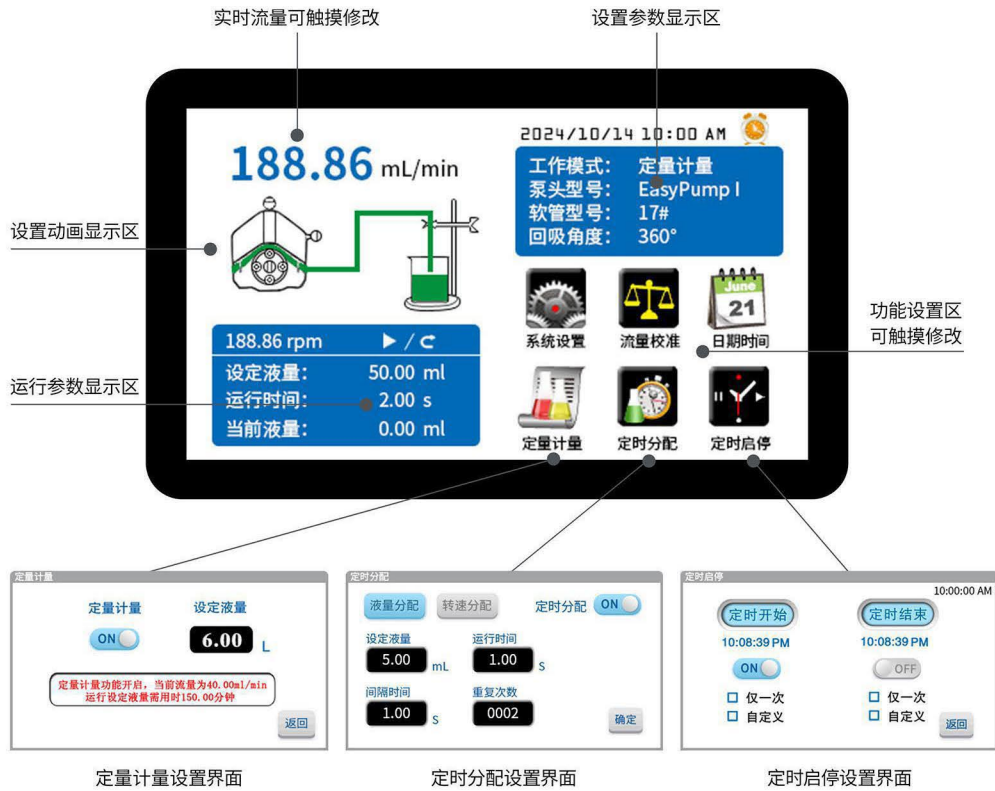 实时流量可触摸修改
设置参数显示区
188.86 mL/min
2024/10/14 10:00 AM
工作模式: 定量计量
泵头型号: EasyPump I
软管型号: 17#
回吸角度: 360°
设置动画显示区
June
21
系统设置
流量校准
日期时间
功能设置区
可触摸修改
188.86 rpm /
设定液量: 50.00 ml
运行时间: 2.00 s
当前液量: 0.00 ml
运行参数显示区
定量计量
定时分配
定时启停
定量计量
定量计量 设定液量
ON 6.00 L
定量计量功能开启,当前流量为40.00ml/min
运行设定液量需用时150.00分钟
返回
定量计量设置界面
定时分配
液量分配 转速分配 定时分配 ON
设定液量 运行时间
5.00 mL 1.00 S
间隔时间 重复次数
1.00 S 0002
确定
定时分配设置界面
定时启停
10:00:00 AM
定时开始 定时结束
10:08:39 PM 10:08:39 PM
ON OFF
仅一次 仅一次
自定义 自定义
返回
定时启停设置界面